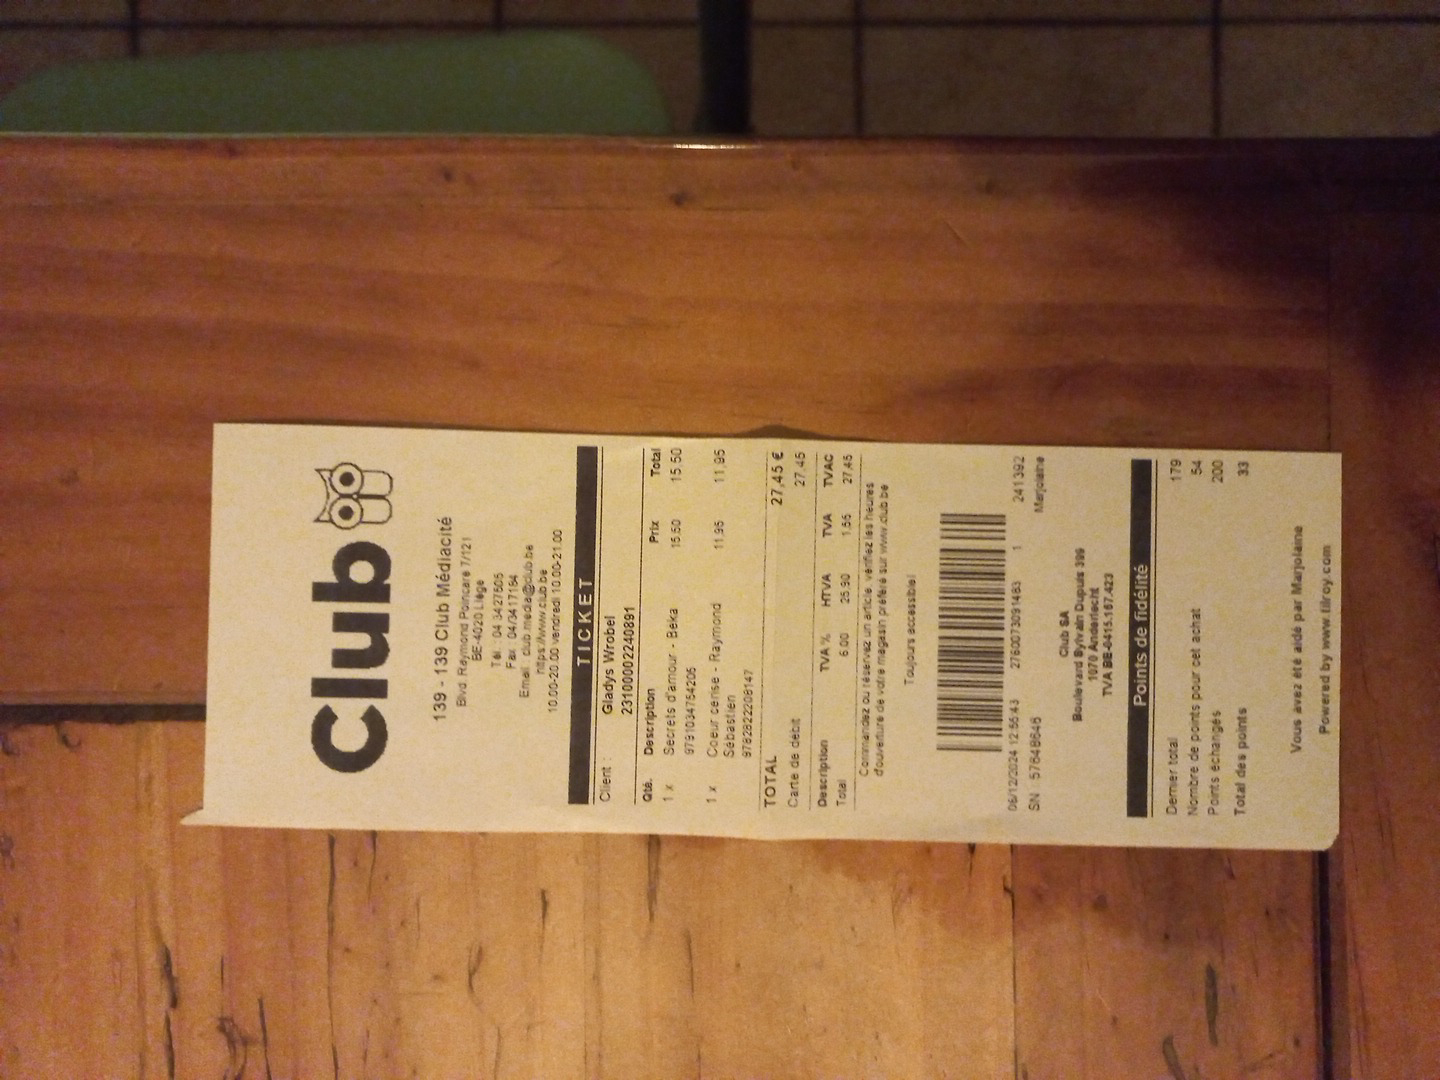 Club
139 - 139 Club Médiacité
Blvd. Raymond Poincaré 7/121
BE-4020 Liège
Tél.: 04 3427605
Fax: 04/3417184
Email: club.media@club.be
https://www.club.be
10.00-20.00 vendredi 10.00-21.00
TICKET
Client : Gladys Wrobel
23100002240891
Qté. Description Prix Total
1 x Secrets d'amour - Beka 15.50 15.50
9791034754205
1 x Coeur cerise - Raymond 11.95 11.95
Sébastien
9782822208147
TOTAL 27,45 €
Carte de débit 27.45
Description TVA % HTVA TVA TVAC
Total 6.00 25.90 1.55 27.45
Commandez ou réservez un article, vérifiez les heures
d'ouverture de votre magasin préféré sur www.club.be
Toujours accessible!
06/12/2024 12:55:43 2760073091483 1 241392
SN : 57648646 Marjolaine
Club SA
Boulevard Sylvain Dupuis 399
1070 Anderlecht
TVA BE-0415.167.423
Points de fidélité
Dernier total 179
Nombre de points pour cet achat 54
Points échangés 200
Total des points 33
Vous avez été aidé par Marjolaine
Powered by www.tilroy.com